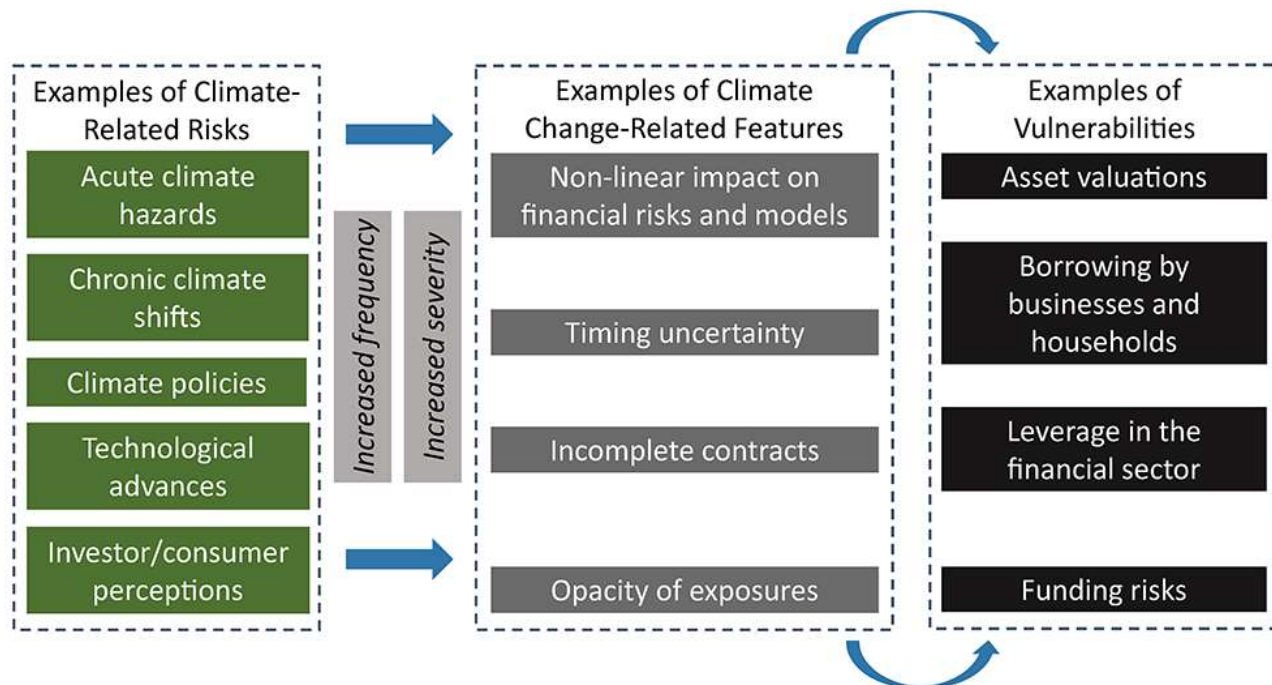 Examples of Climate-
Related Risks
Acute climate
hazards
Chronic climate
shifts
Climate policies
Technological
advances
Investor/consumer
perceptions
Increased frequency
Increased severity
Examples of Climate
Change-Related Features
Non-linear impact on
financial risks and models
Timing uncertainty
Incomplete contracts
Opacity of exposures
Examples of
Vulnerabilities
Asset valuations
Borrowing by
businesses and
households
Leverage in the
financial sector
Funding risks